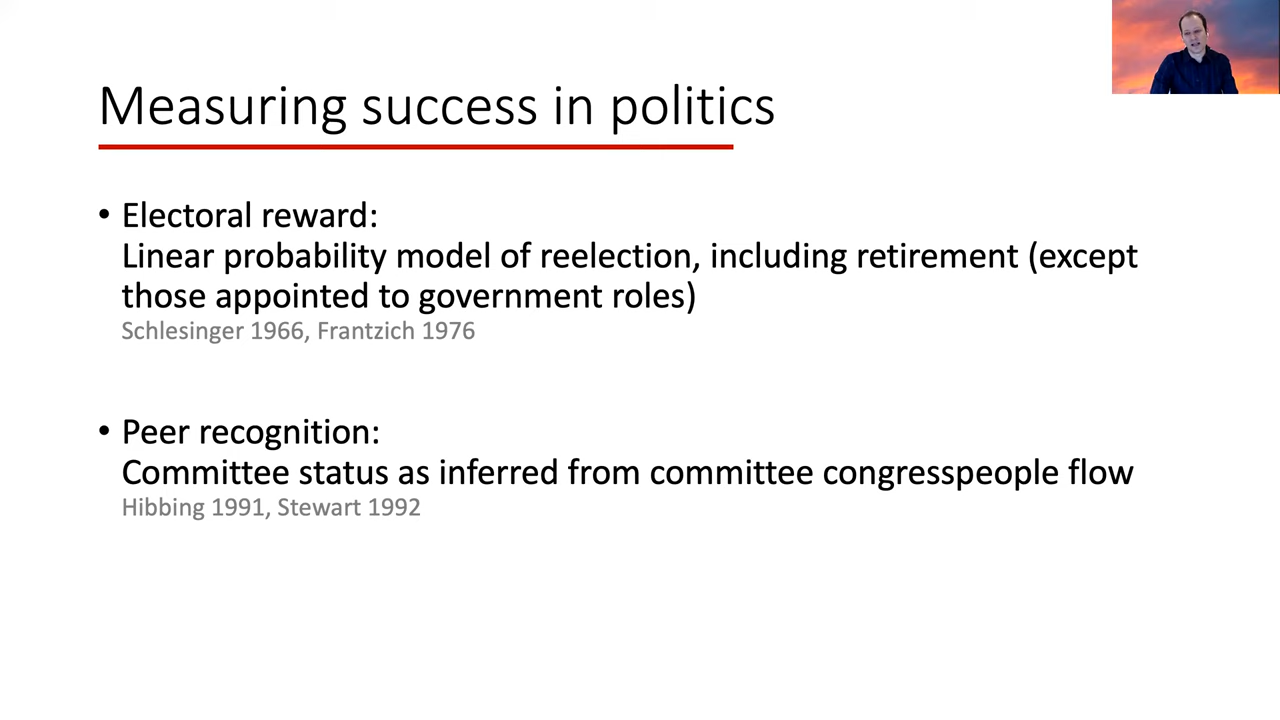 Measuring success in politics
• Electoral reward:
Linear probability model of reelection, including retirement (except
those appointed to government roles)
Schlesinger 1966, Frantzich 1976
• Peer recognition:
Committee status as inferred from committee congresspeople flow
Hibbing 1991, Stewart 1992